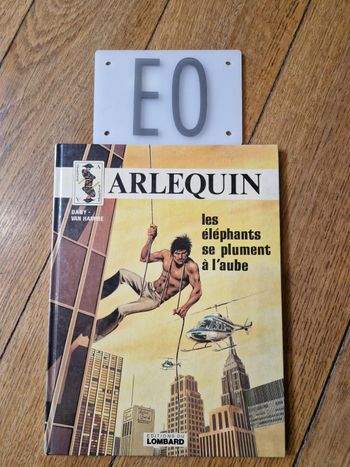 EO
ARLEQUIN
DANY -
VAN HAMME
les
éléphants
se plument
à l'aube
EDITIONS DU
LOMBARD